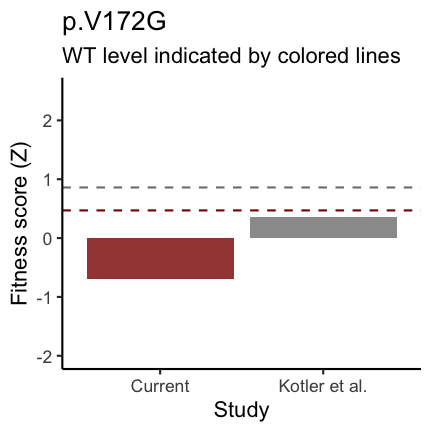 p.V172G
WT level indicated by colored lines
Fitness score (Z)
2
1
0
-1
-2
Current
Kotler et al.
Study